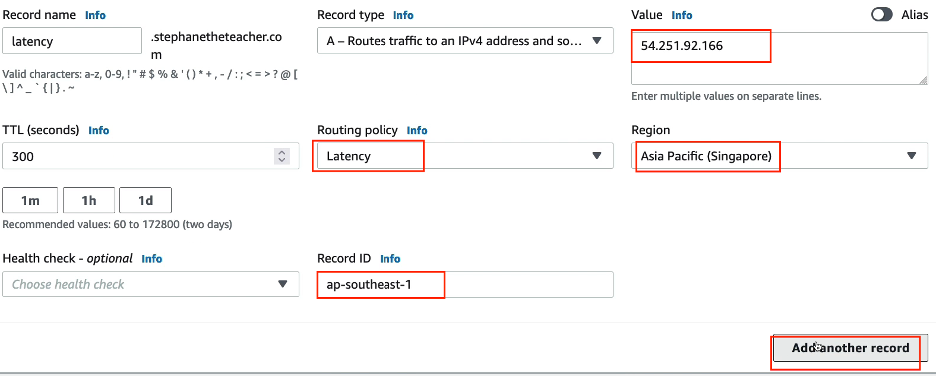 Record name Info
latency
.stephanetheteacher.co
m
Valid characters: a-z, 0-9, ! " # $ % & ' ( ) * + , - / : ; < = > ? @ [
\ ] ^ _ ` { | } . ~
Record type Info
A – Routes traffic to an IPv4 address and so...
Value Info
Alias
54.251.92.166
Enter multiple values on separate lines.
TTL (seconds) Info
300
1m
1h
1d
Recommended values: 60 to 172800 (two days)
Routing policy Info
Latency
Region
Asia Pacific (Singapore)
Health check - optional Info
Choose health check
Record ID Info
ap-southeast-1
Add another record